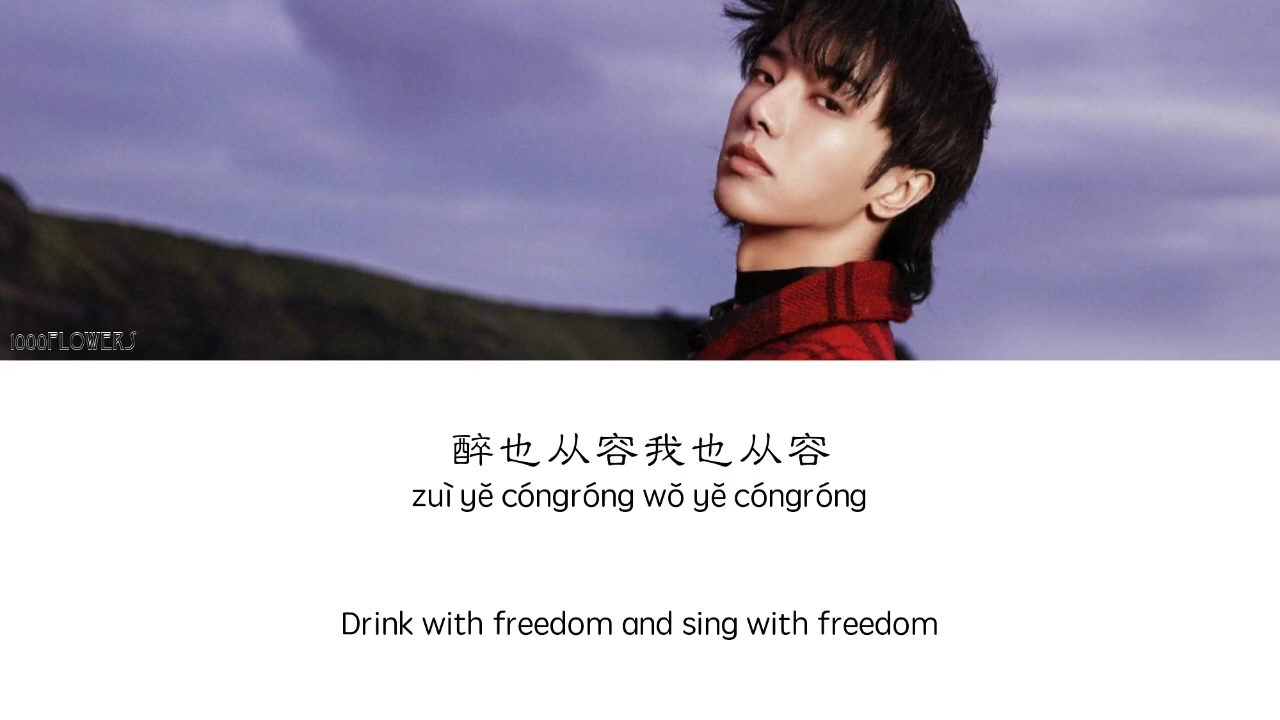 1000FLOWERS
醉也从容我也从容
zuì yě cóngróng wǒ yě cóngróng
Drink with freedom and sing with freedom